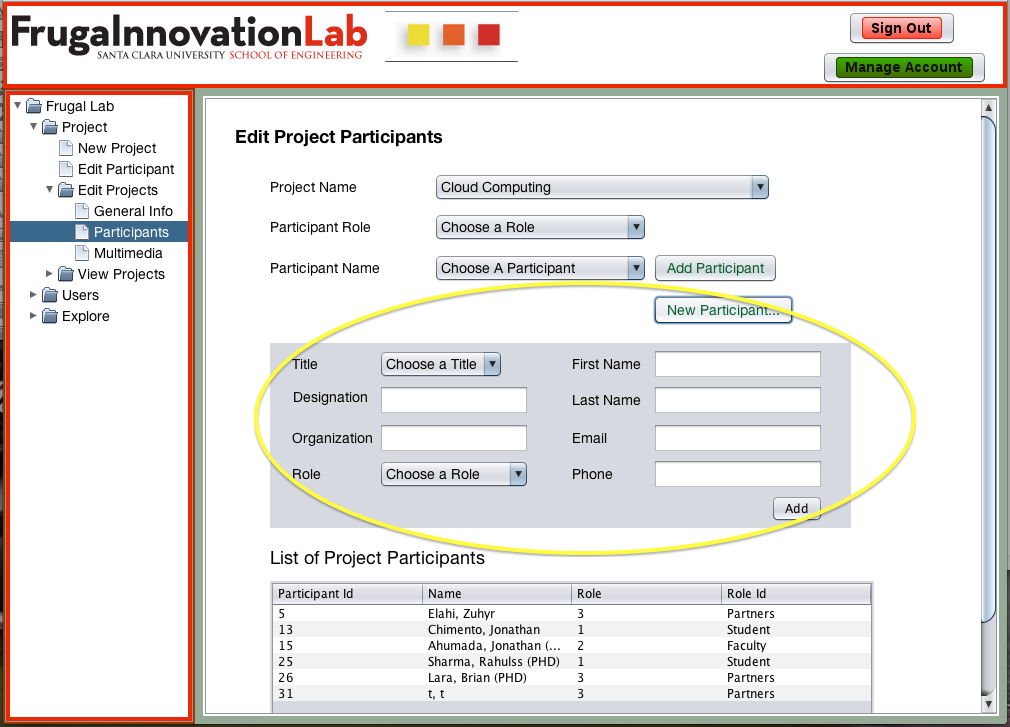 FrugalInnovationLab
SANTA CLARA UNIVERSITY SCHOOL OF ENGINEERING
Sign Out
Manage Account
Frugal Lab
Project
New Project
Edit Participant
Edit Projects
General Info
Participants
Multimedia
View Projects
Users
Explore
Edit Project Participants
Project Name Cloud Computing
Participant Role Choose a Role
Participant Name Choose A Participant Add Participant
New Participant...
Title Choose a Title First Name
Designation Last Name
Organization Email
Role Choose a Role Phone
Add
List of Project Participants
Participant Id Name Role Role Id
5 Elahi, Zuhyr 3 Partners
13 Chimento, Jonathan 1 Student
15 Ahumada, Jonathan (... 2 Faculty
25 Sharma, Rahulss (PHD) 1 Student
26 Lara, Brian (PHD) 3 Partners
31 t, t 3 Partners